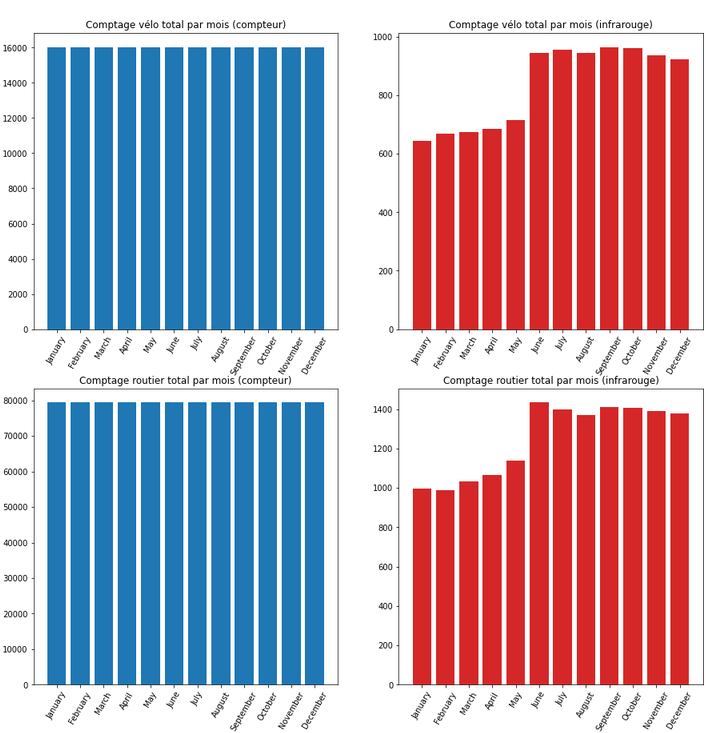 Comptage vélo total par mois (compteur)
16000
14000
12000
10000
8000
6000
4000
2000
0
January
February
March
April
May
June
July
August
September
October
November
December
Comptage vélo total par mois (infrarouge)
1000
800
600
400
200
0
January
February
March
April
May
June
July
August
September
October
November
December
Comptage routier total par mois (compteur)
80000
70000
60000
50000
40000
30000
20000
10000
0
January
February
March
April
May
June
July
August
September
October
November
December
Comptage routier total par mois (infrarouge)
1400
1200
1000
800
600
400
200
0
January
February
March
April
May
June
July
August
September
October
November
December